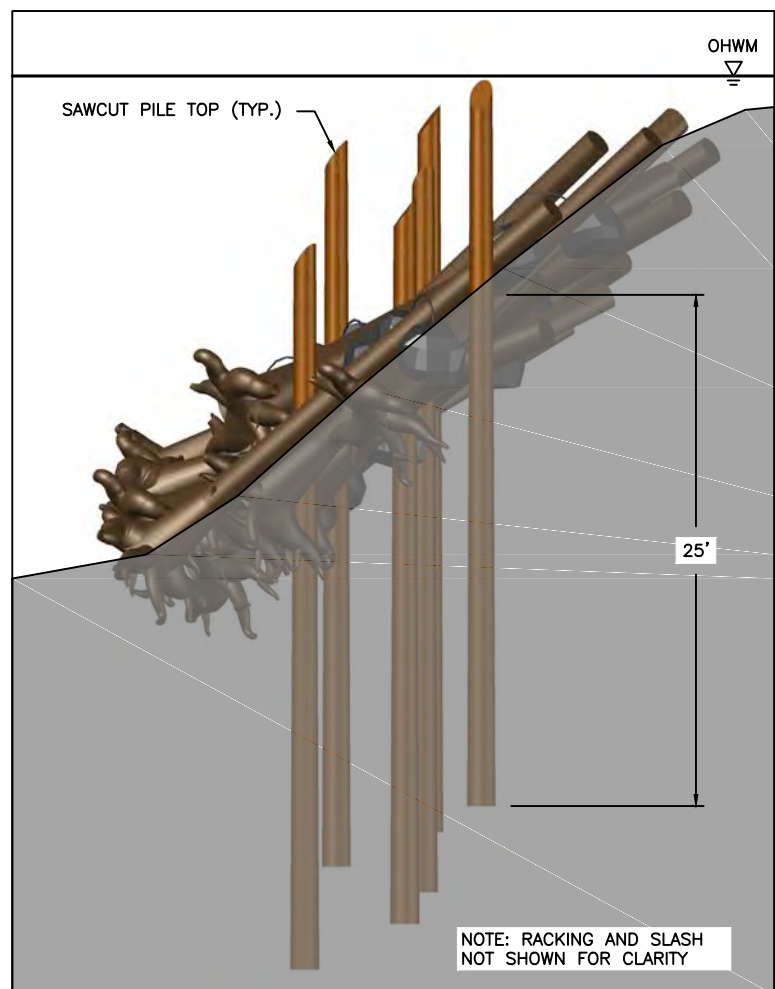 OHWM
SAWCUT PILE TOP (TYP.)
25'
NOTE: RACKING AND SLASH
NOT SHOWN FOR CLARITY